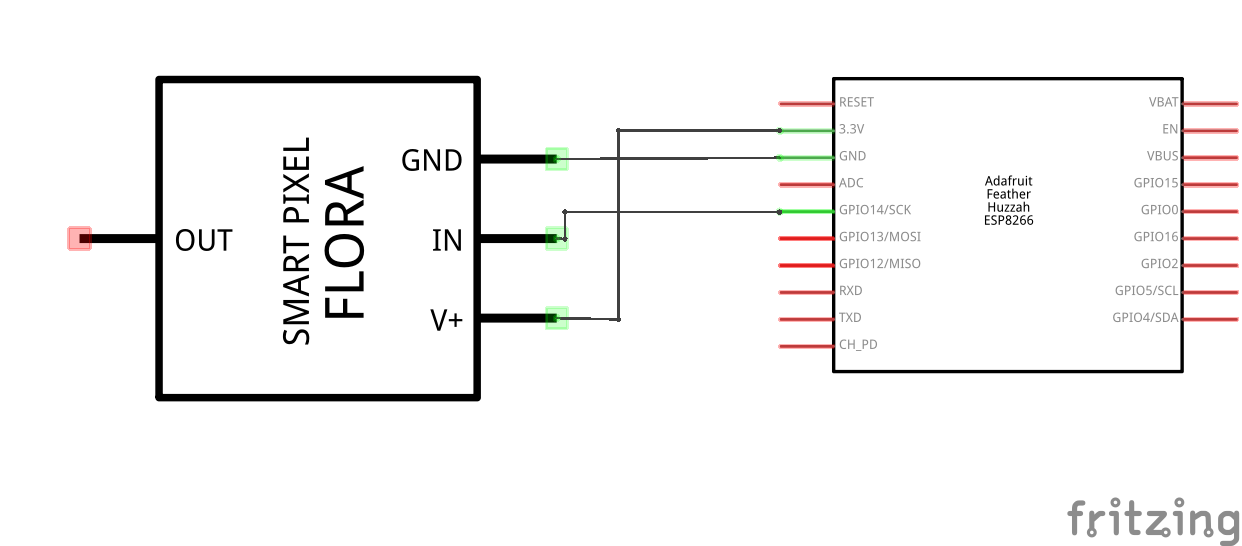 OUT
SMART PIXEL
FLORA
GND
IN
V+
RESET
3.3V
GND
ADC
GPIO14/SCK
GPIO13/MOSI
GPIO12/MISO
RXD
TXD
CH_PD
Adafruit
Feather
Huzzah
ESP8266
VBAT
EN
VBUS
GPIO15
GPIO0
GPIO16
GPIO2
GPIO5/SCL
GPIO4/SDA
fritzing